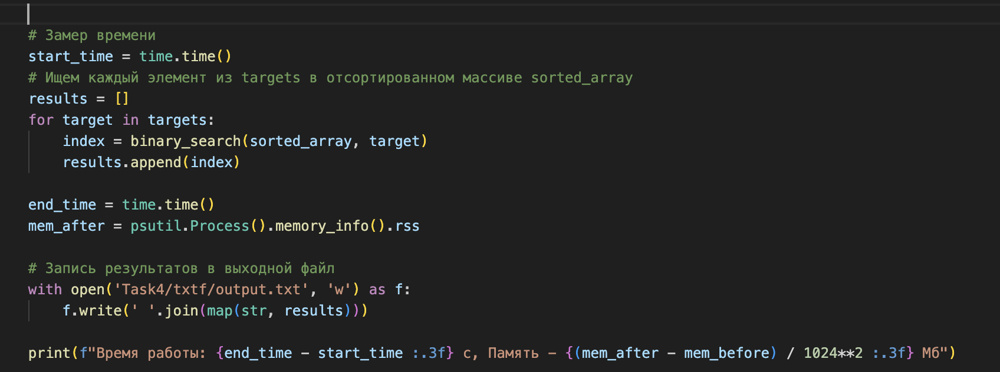 # Замер времени
start_time = time.time()
# Ищем каждый элемент из targets в отсортированном массиве sorted_array
results = []
for target in targets:
    index = binary_search(sorted_array, target)
    results.append(index)
end_time = time.time()
mem_after = psutil.Process().memory_info().rss
# Запись результатов в выходной файл
with open('Task4/txtf/output.txt', 'w') as f:
    f.write(' '.join(map(str, results)))
print(f"Время работы: {end_time - start_time :.3f} с, Память - {(mem_after - mem_before) / 1024**2 :.3f} Мб")